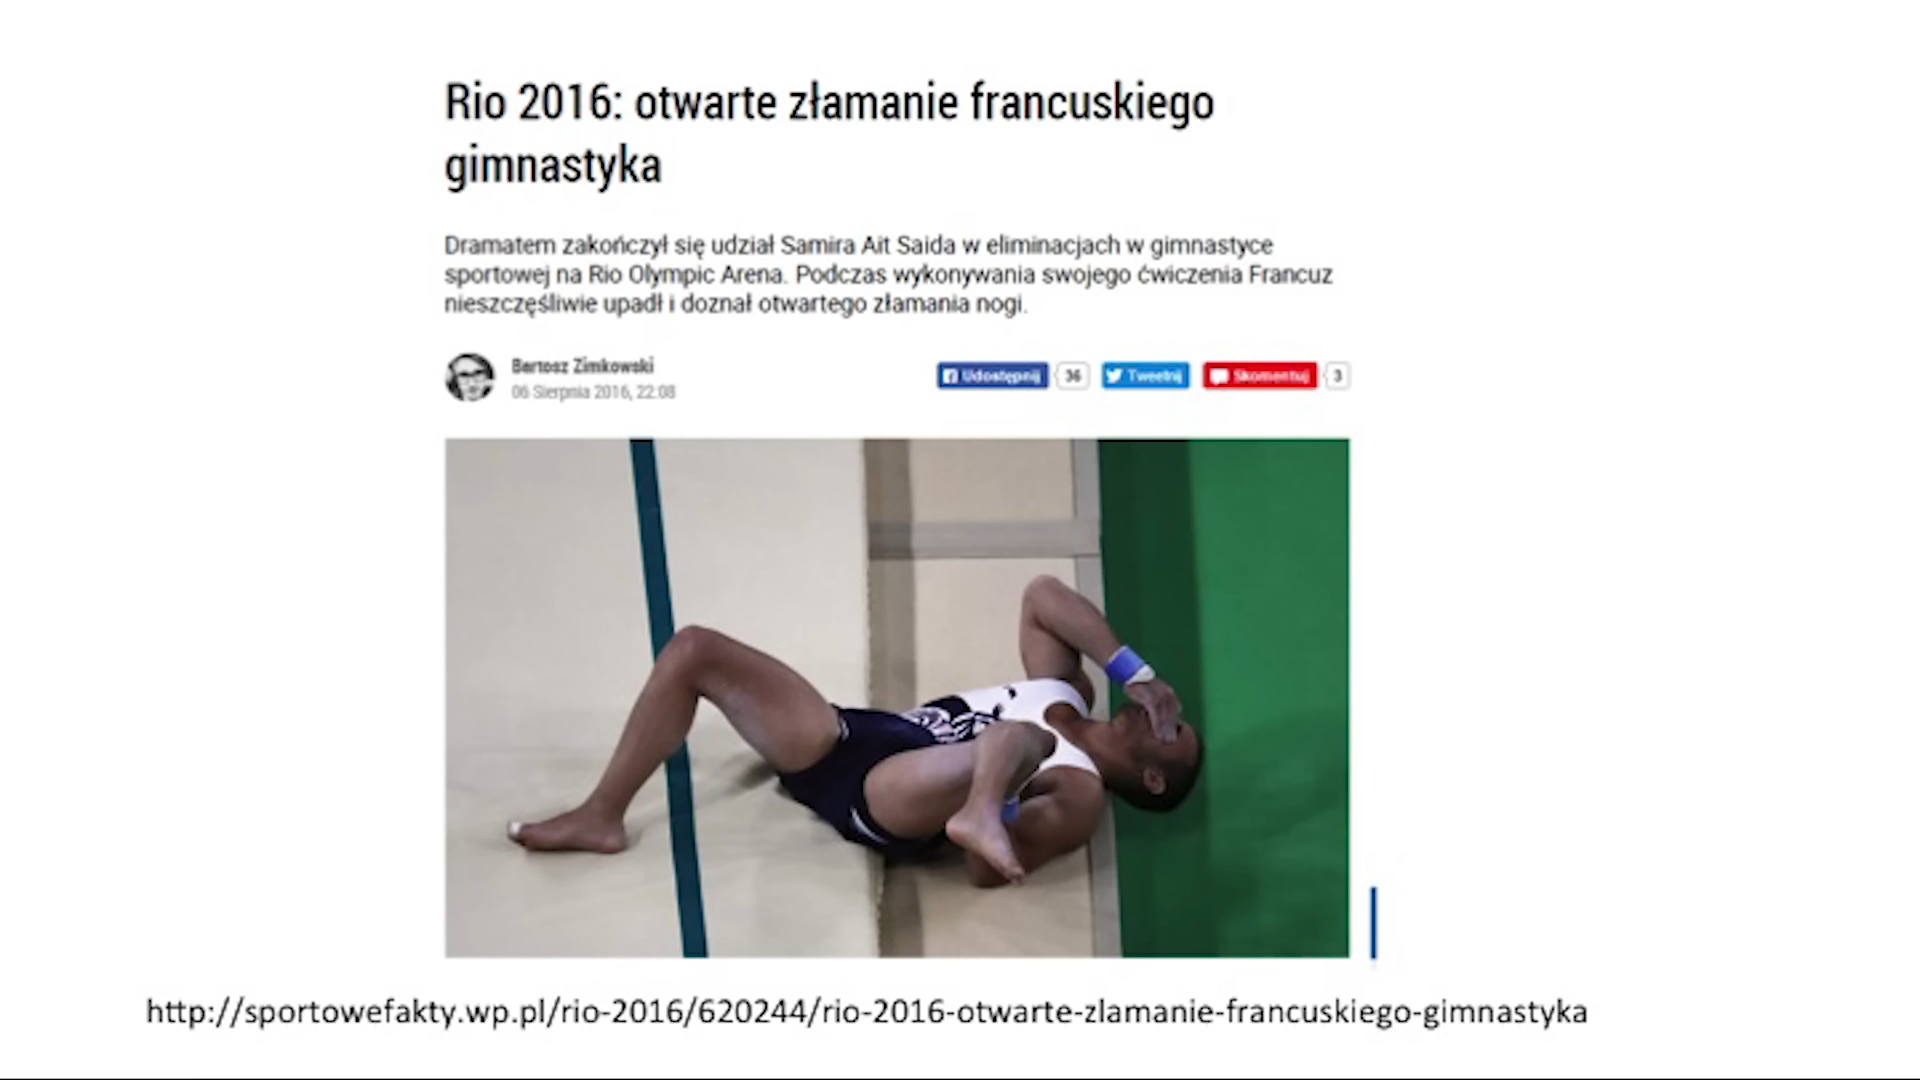 Rio 2016: otwarte złamanie francuskiego
gimnastyka
Dramatem zakończył się udział Samira Ait Saida w eliminacjach w gimnastyce
sportowej na Rio Olympic Arena. Podczas wykonywania swojego ćwiczenia Francuz
nieszczęśliwie upadł i doznał otwartego złamania nogi.
Bartosz Zimkowski
06 Sierpnia 2016, 22:08
Udostępnij 36 Tweetnij Skomentuj 3
http://sportowefakty.wp.pl/rio-2016/620244/rio-2016-otwarte-zlamanie-francuskiego-gimnastyka